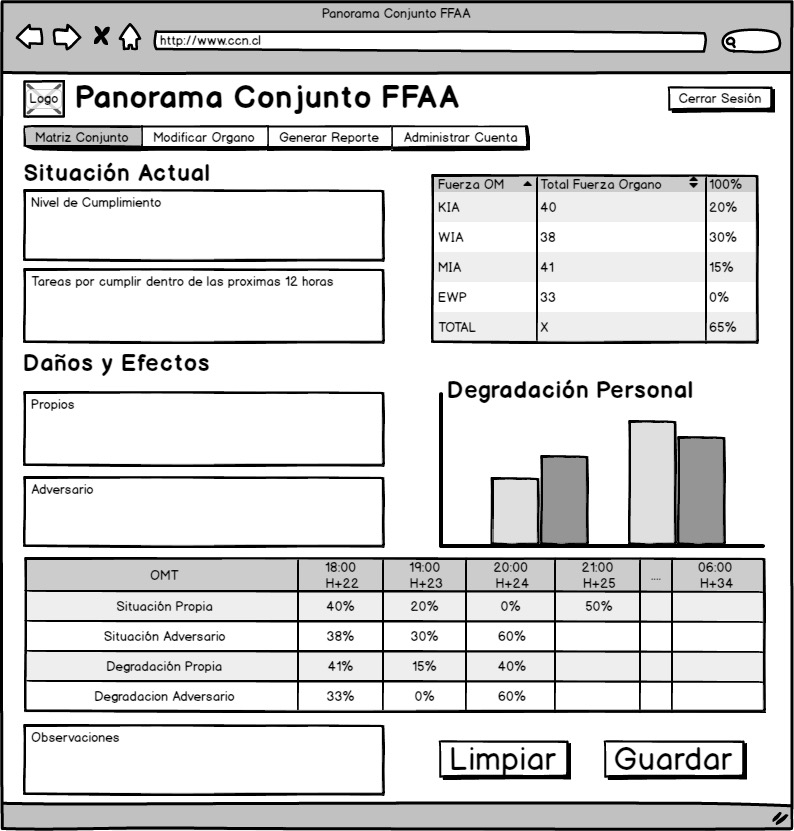 Panorama Conjunto FFAA
http://www.ccn.cl
Logo
Panorama Conjunto FFAA
Cerrar Sesión
Matriz Conjunto Modificar Organo Generar Reporte Administrar Cuenta
Situación Actual
Nivel de Cumplimiento
Tareas por cumplir dentro de las proximas 12 horas
Fuerza OM Total Fuerza Organo 100%
KIA 40 20%
WIA 38 30%
MIA 41 15%
EWP 33 0%
TOTAL X 65%
Daños y Efectos
Propios
Adversario
Degradación Personal
OMT 18:00 19:00 20:00 21:00 .... 06:00
H+22 H+23 H+24 H+25 H+34
Situación Propia 40% 20% 0% 50%
Situación Adversario 38% 30% 60%
Degradación Propia 41% 15% 40%
Degradacion Adversario 33% 0% 60%
Observaciones
Limpiar Guardar